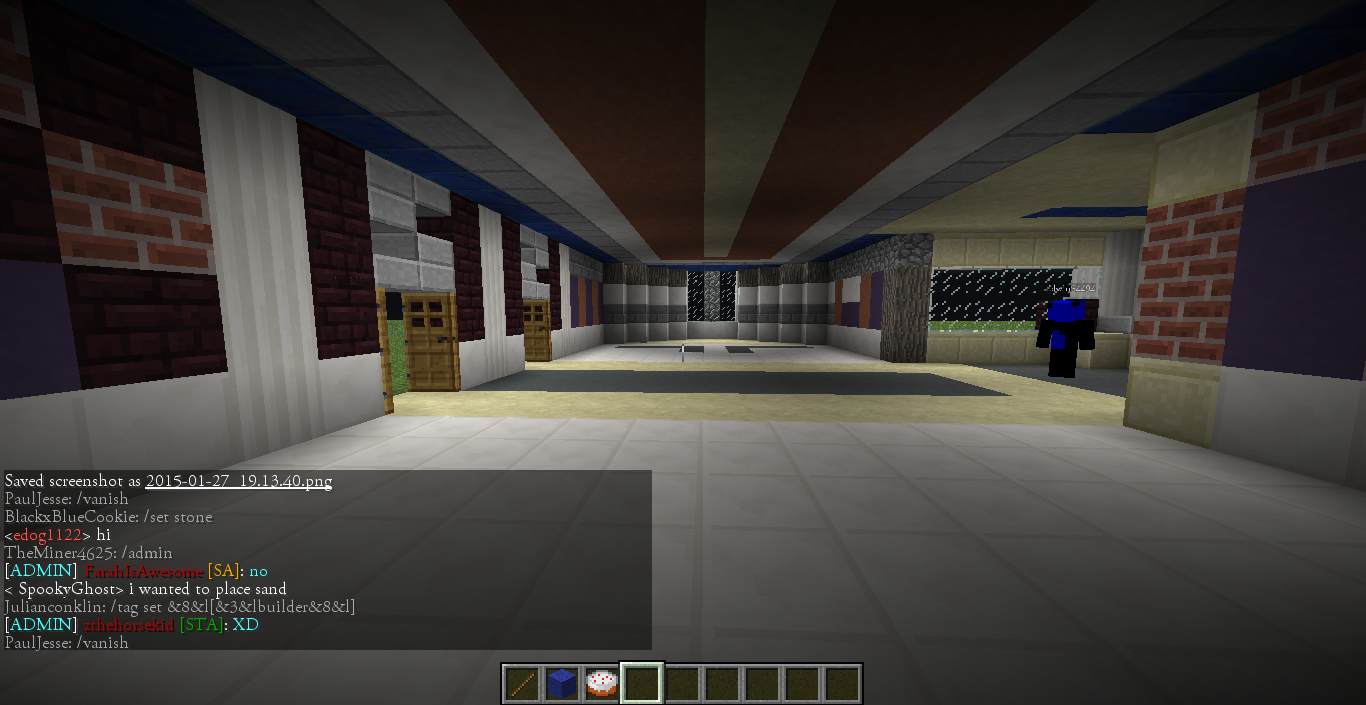 Saved screenshot as 2015-01-27_19.13.40.png
PaulJesse: /vanish
BlackxBlueCookie: /set stone
<edog1122> hi
TheMiner4625: /admin
[ADMIN] FarahIsAwesome [SA]: no
< SpookyGhost> i wanted to place sand
Julianconklin: /tag set &8&l[&3&lbuilder&8&l]
[ADMIN] zrhehorsekid [STA]: XD
PaulJesse: /vanish